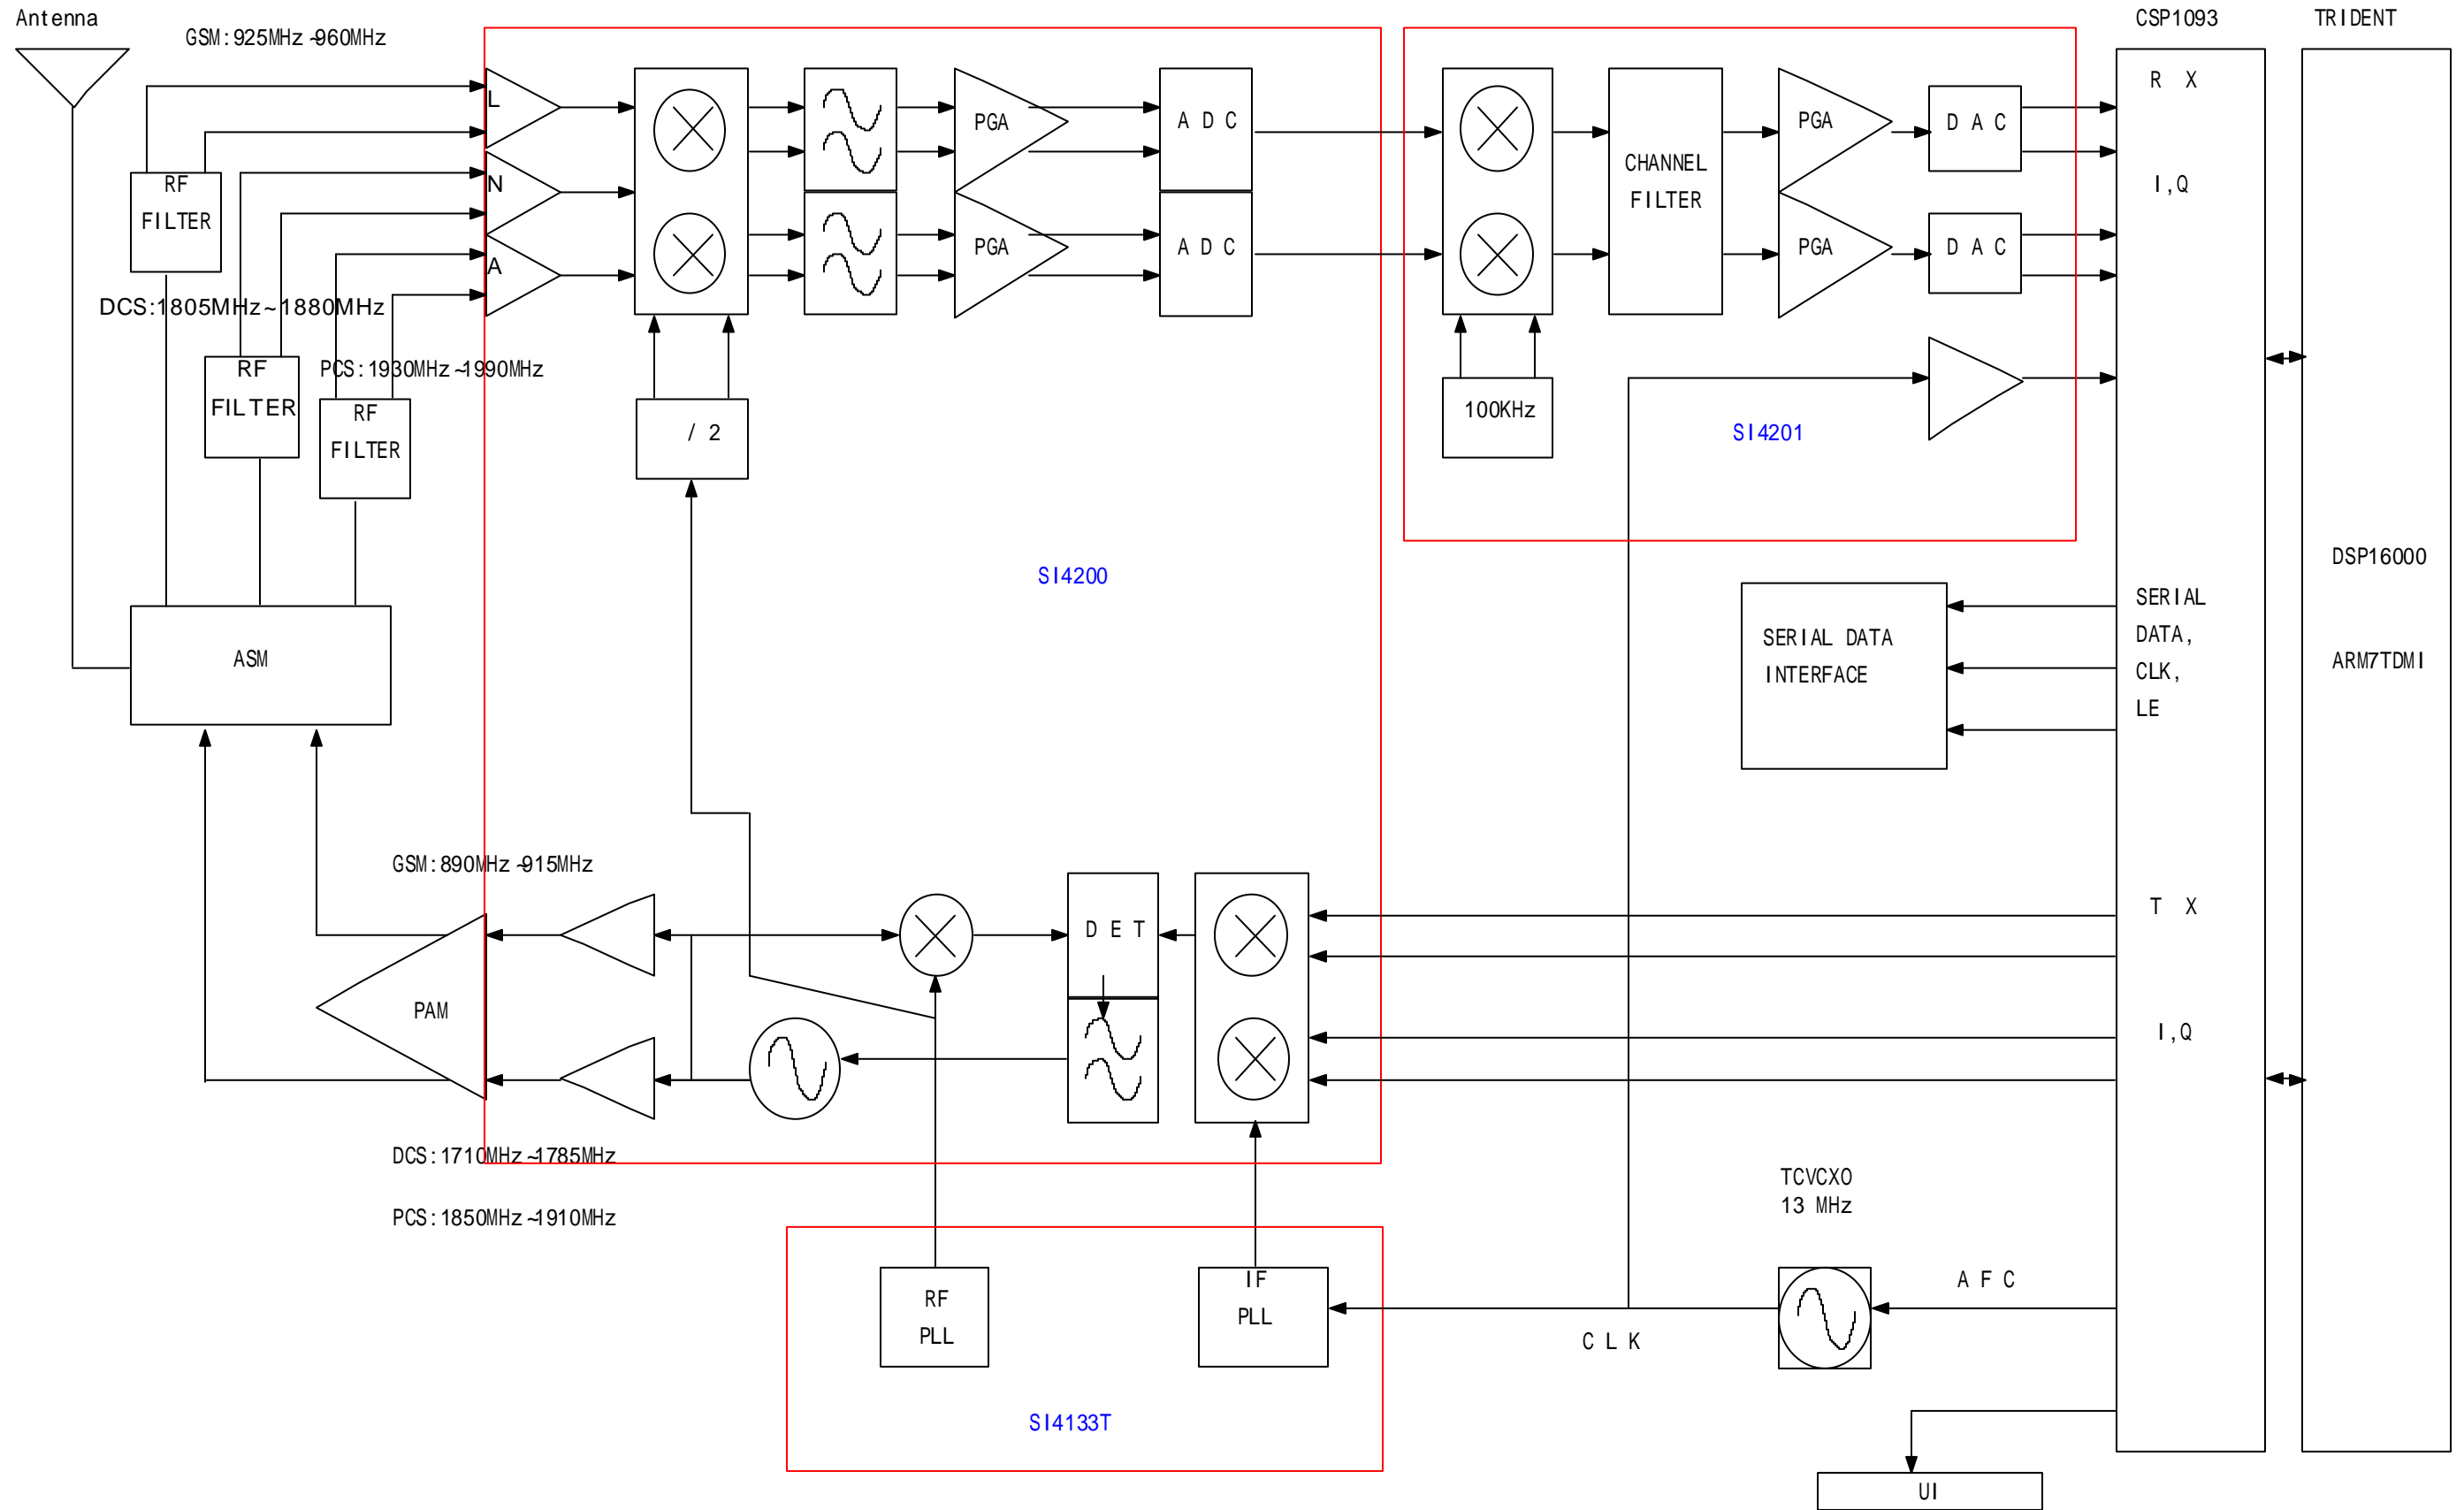 Antenna
GSM:925MHz~960MHz
CSP1093
TRIDENT
L
N
A
PGA
PGA
A D C
A D C
CHANNEL
FILTER
PGA
PGA
D A C
D A C
R X
I,Q
RF
FILTER
DCS:1805MHz~1880MHz
RF
FILTER
PCS:1930MHz~1990MHz
RF
FILTER
/ 2
100KHz
SI4201
SI4200
ASM
SERIAL DATA
INTERFACE
SERIAL
DATA,
CLK,
LE
DSP16000
ARM7TDMI
GSM:890MHz~915MHz
PAM
D E T
T X
I,Q
DCS:1710MHz~1785MHz
PCS:1850MHz~1910MHz
TCVCXO
13 MHz
RF
PLL
IF
PLL
A F C
C L K
SI4133T
UI